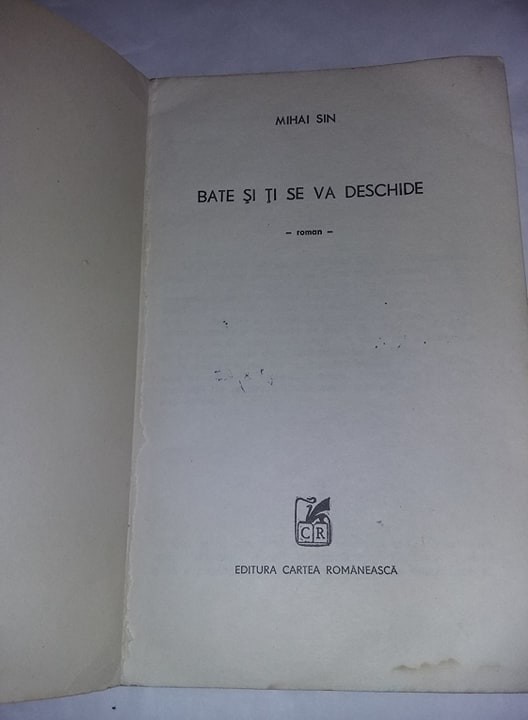 MIHAI SIN
BATE ŞI ŢI SE VA DESCHIDE
– roman –
CR
EDITURA CARTEA ROMÂNEASCĂ